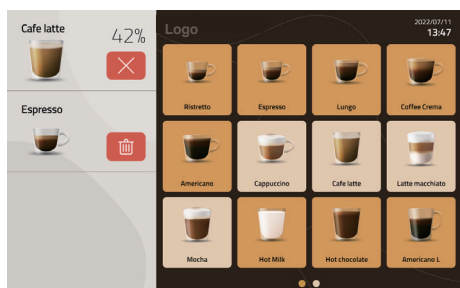 Cafe latte
42%
Espresso
Logo
2022/07/11
13:47
Ristretto
Espresso
Lungo
Coffee Crema
Americano
Cappuccino
Cafe latte
Latte macchiato
Mocha
Hot Milk
Hot chocolate
Americano L